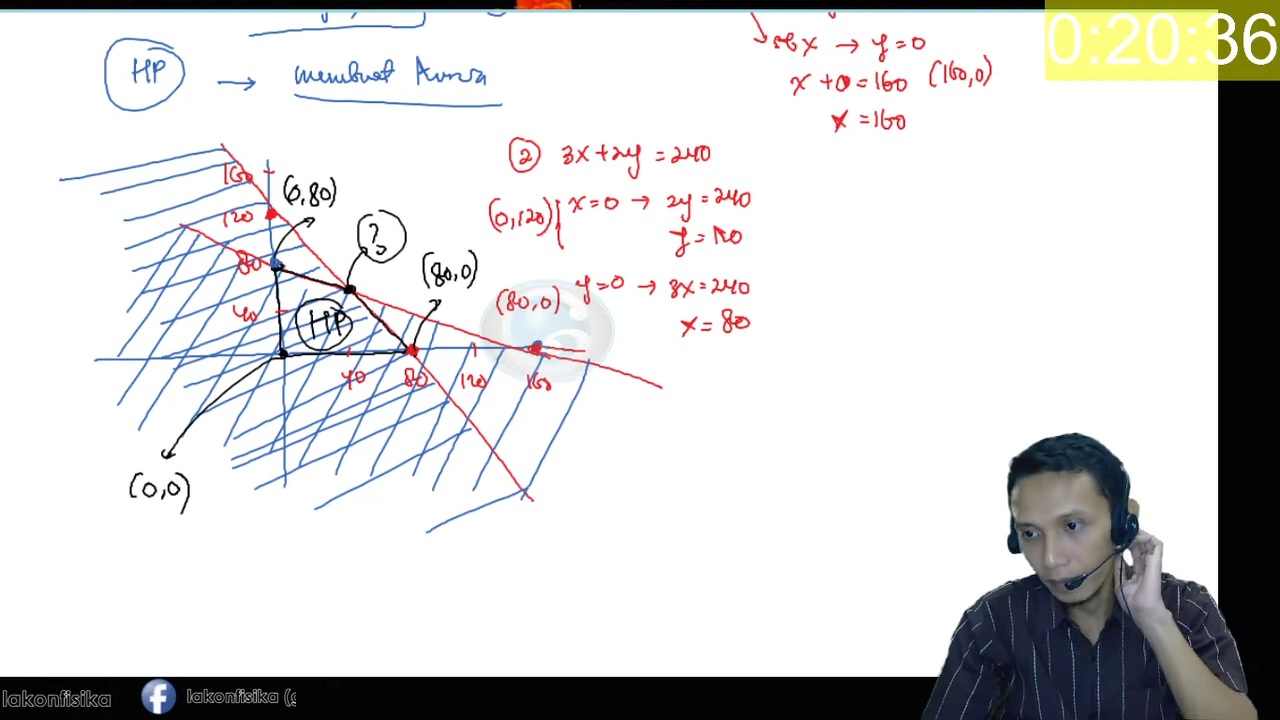 0:20:36
sb x → y = 0
x + 0 = 160 (160,0)
x = 160
HP → membuat kurva
② 3x + 2y = 240
(0,120) x = 0 → 2y = 240
y = 120
(80,0) y = 0 → 3x = 240
x = 80
160
(0,80)
120
?
80
(80,0)
40
HP
40 80 120 160
(0,0)
lakonfisika
lakonfisika (s